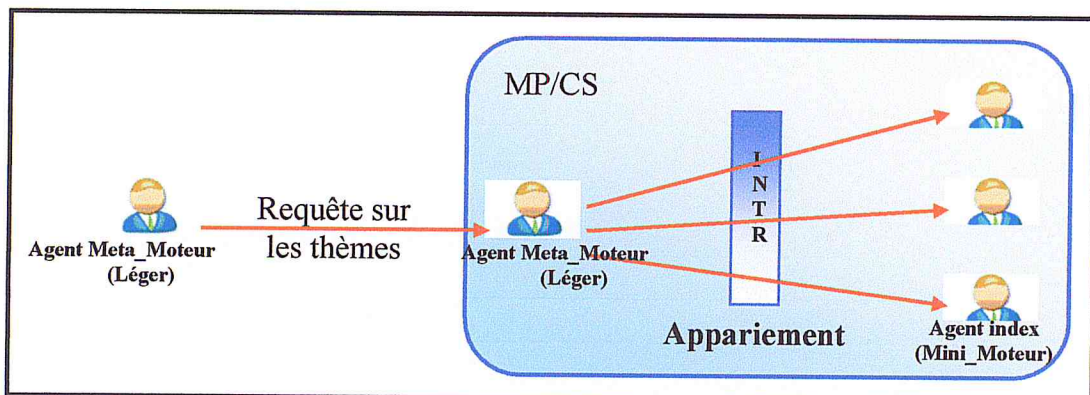 MP/CS
I
N
T
R
Requête sur
les thèmes
Agent Meta_Moteur
(Léger)
Agent Meta_Moteur
(Léger)
Appariement
Agent index
(Mini_Moteur)